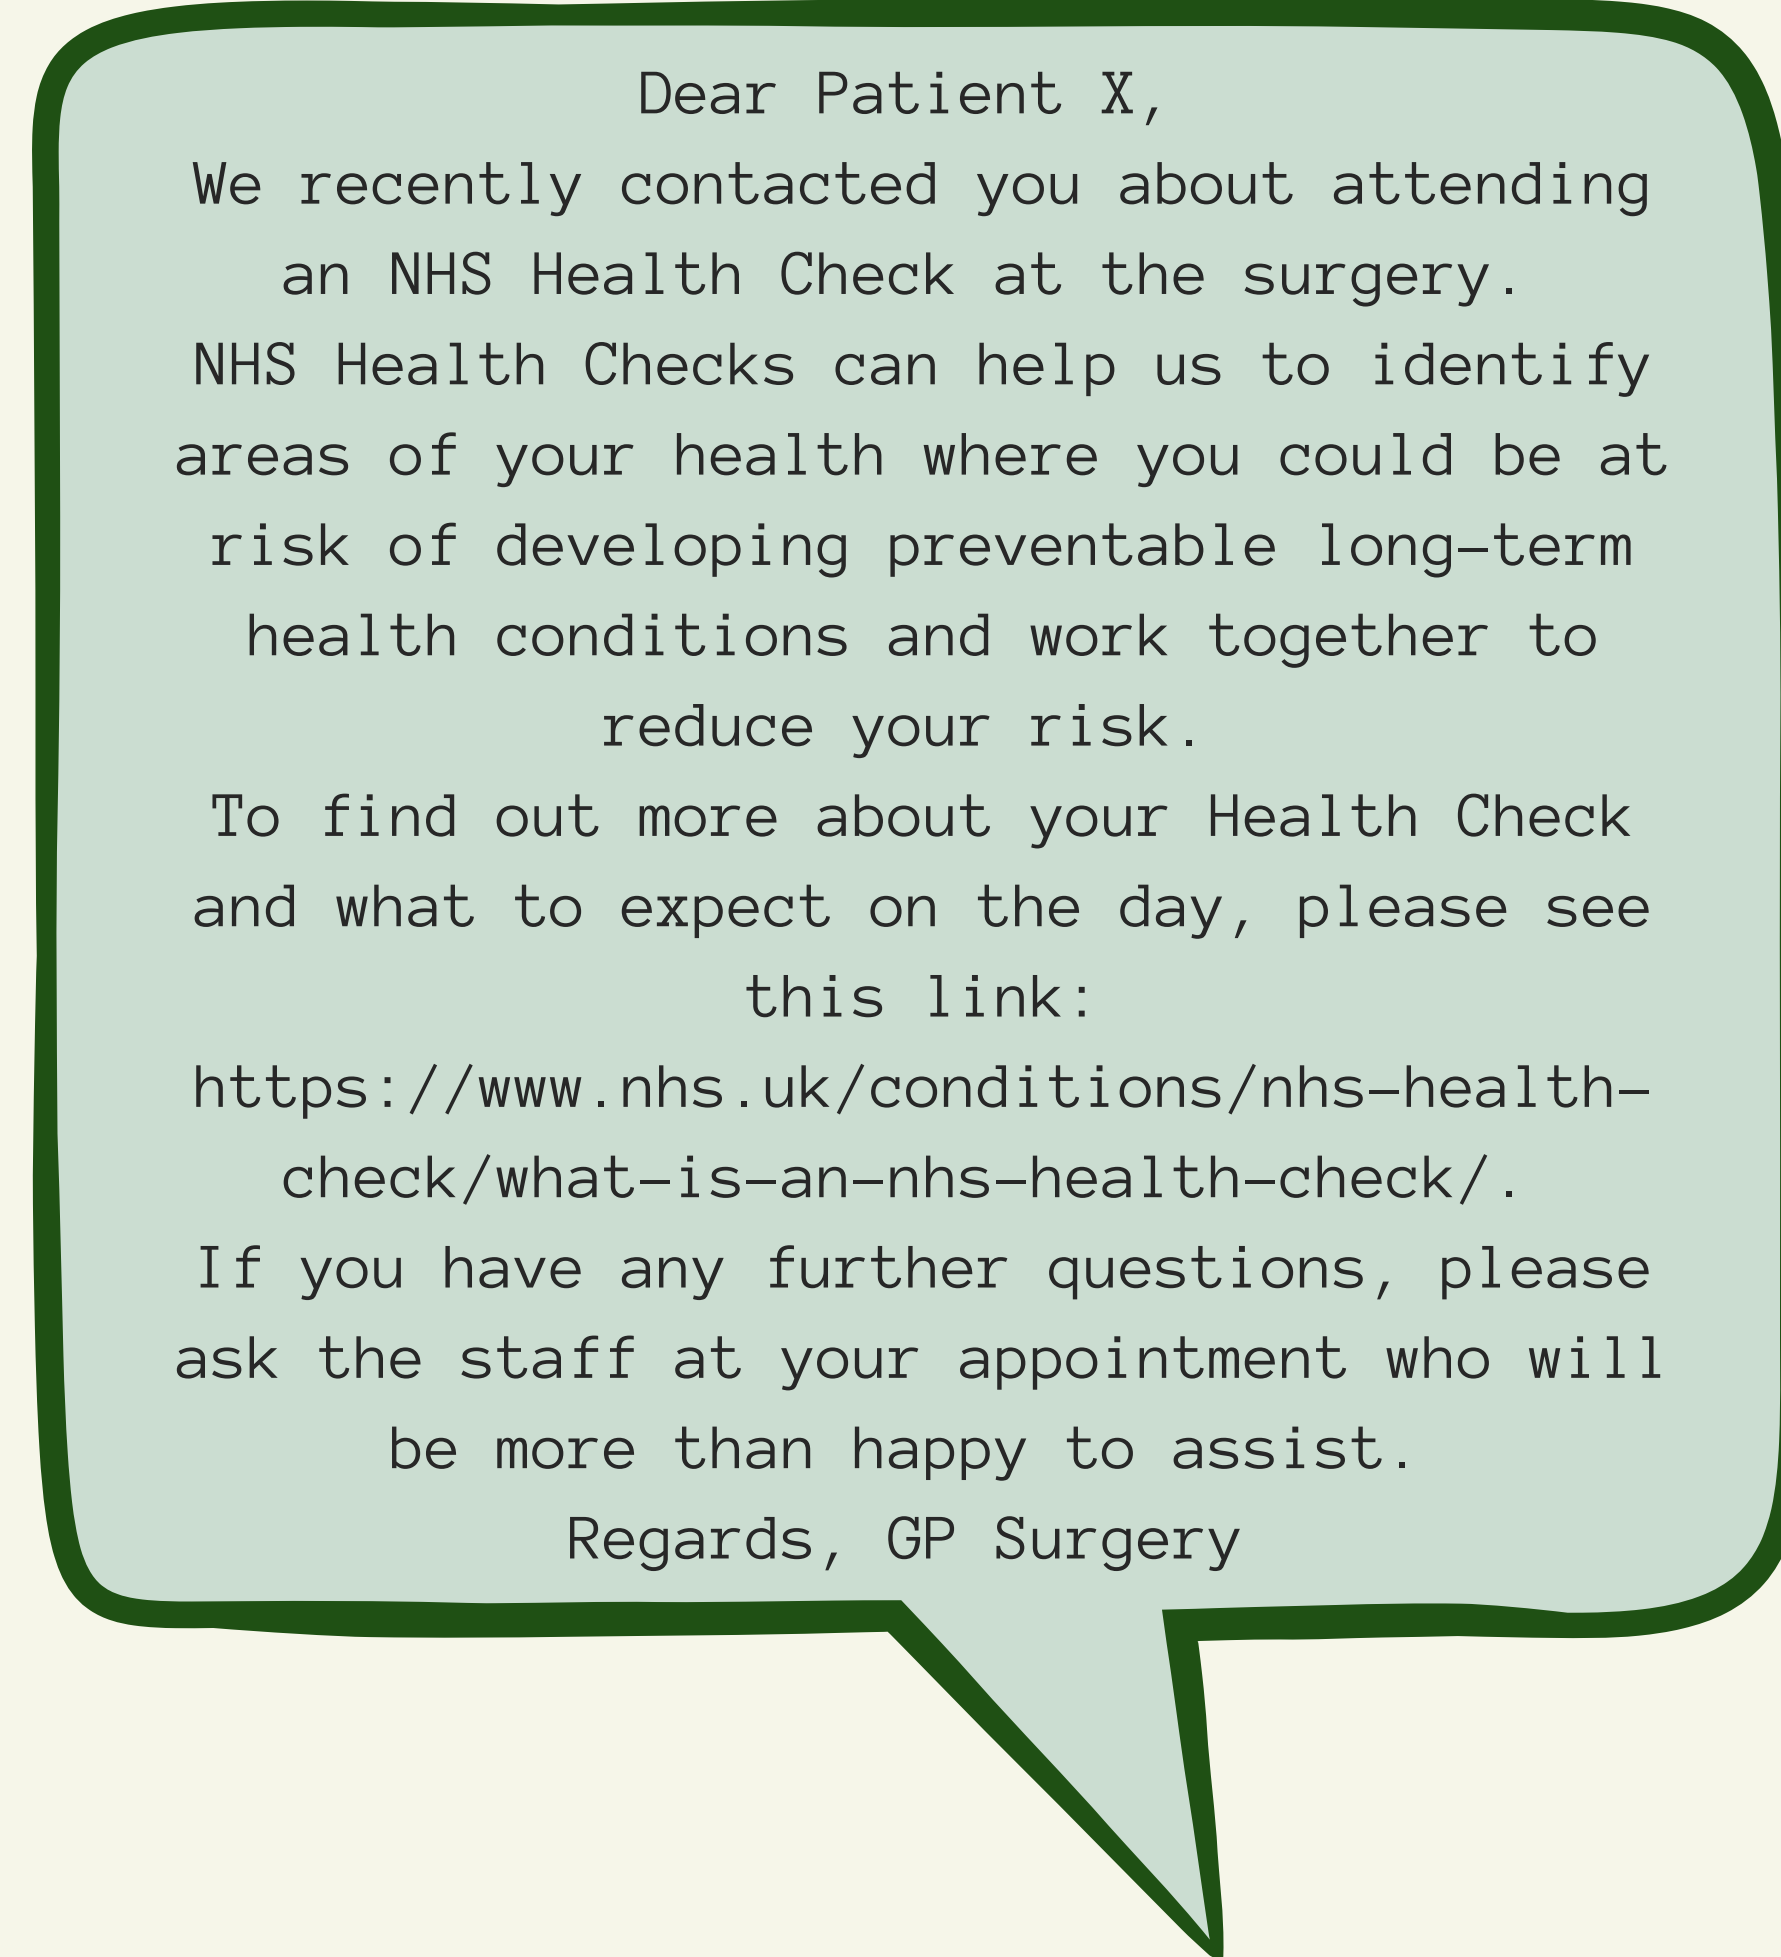 Dear Patient X,
We recently contacted you about attending
an NHS Health Check at the surgery.
NHS Health Checks can help us to identify
areas of your health where you could be at
risk of developing preventable long-term
health conditions and work together to
reduce your risk.
To find out more about your Health Check
and what to expect on the day, please see
this link:
https://www.nhs.uk/conditions/nhs-health-
check/what-is-an-nhs-health-check/.
If you have any further questions, please
ask the staff at your appointment who will
be more than happy to assist.
Regards, GP Surgery